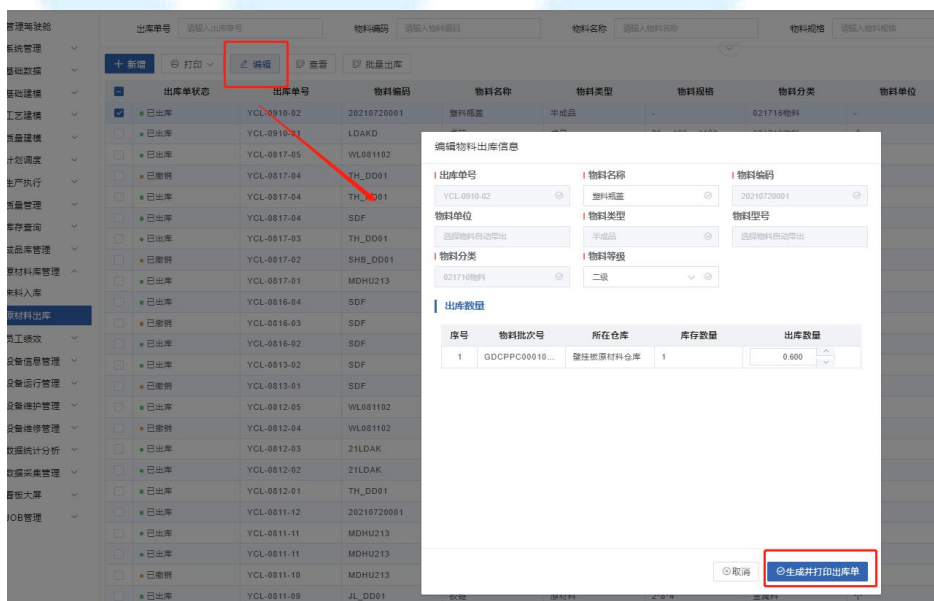 管理驾驶舱
系统管理
基础数据
基础建模
工艺建模
质量建模
计划调度
生产执行
质量管理
库存查询
成品库管理
原材料库管理
来料入库
原材料出库
员工绩效
设备信息管理
设备运行管理
设备维护管理
设备维修管理
数据统计分析
数据采集管理
看板大屏
JOB管理
出库单号 请输入出库单号 物料编码 请输入物料编码 物料名称 请输入物料名称 物料规格 请输入物料规格
+ 新增 打印 编辑 查看 批量出库
出库单状态 出库单号 物料编码 物料名称 物料类型 物料规格 物料分类 物料单位
已出库 YCL-0910-02 20210720001 塑料瓶盖 半成品 - 021716物料 -
已出库 YCL-0910-01 LDAKD
已出库 YCL-0817-05 WL081102
已撤销 YCL-0817-04 TH_DD01
已出库 YCL-0817-04 TH_DD01
已出库 YCL-0817-04 SDF
已出库 YCL-0817-03 TH_DD01
已撤销 YCL-0817-02 SHB_DD01
已出库 YCL-0817-01 MDHU213
已出库 YCL-0816-04 SDF
已撤销 YCL-0816-03 SDF
已出库 YCL-0816-02 SDF
已出库 YCL-0813-02 SDF
已撤销 YCL-0813-01 SDF
已出库 YCL-0812-05 WL081102
已撤销 YCL-0812-04 WL081102
已出库 YCL-0812-03 21LDAK
已出库 YCL-0812-02 21LDAK
已出库 YCL-0812-01 TH_DD01
已出库 YCL-0811-12 20210720001
已出库 YCL-0811-11 MDHU213
已出库 YCL-0811-11 MDHU213
已撤销 YCL-0811-10 MDHU213
已出库 YCL-0811-09 JL_DD01 铰链 原材料 2*8*4 金属料 个
编辑物料出库信息
出库单号 物料名称 物料编码
YCL-0910-02 塑料瓶盖 20210720001
物料单位 物料类型 物料型号
选择物料自动带出 半成品 选择物料自动带出
物料分类 物料等级
021716物料 二级
出库数量
序号 物料批次号 所在仓库 库存数量 出库数量
1 GDCPPC00010... 壁挂板原材料仓库 1 0.600
取消 生成并打印出库单